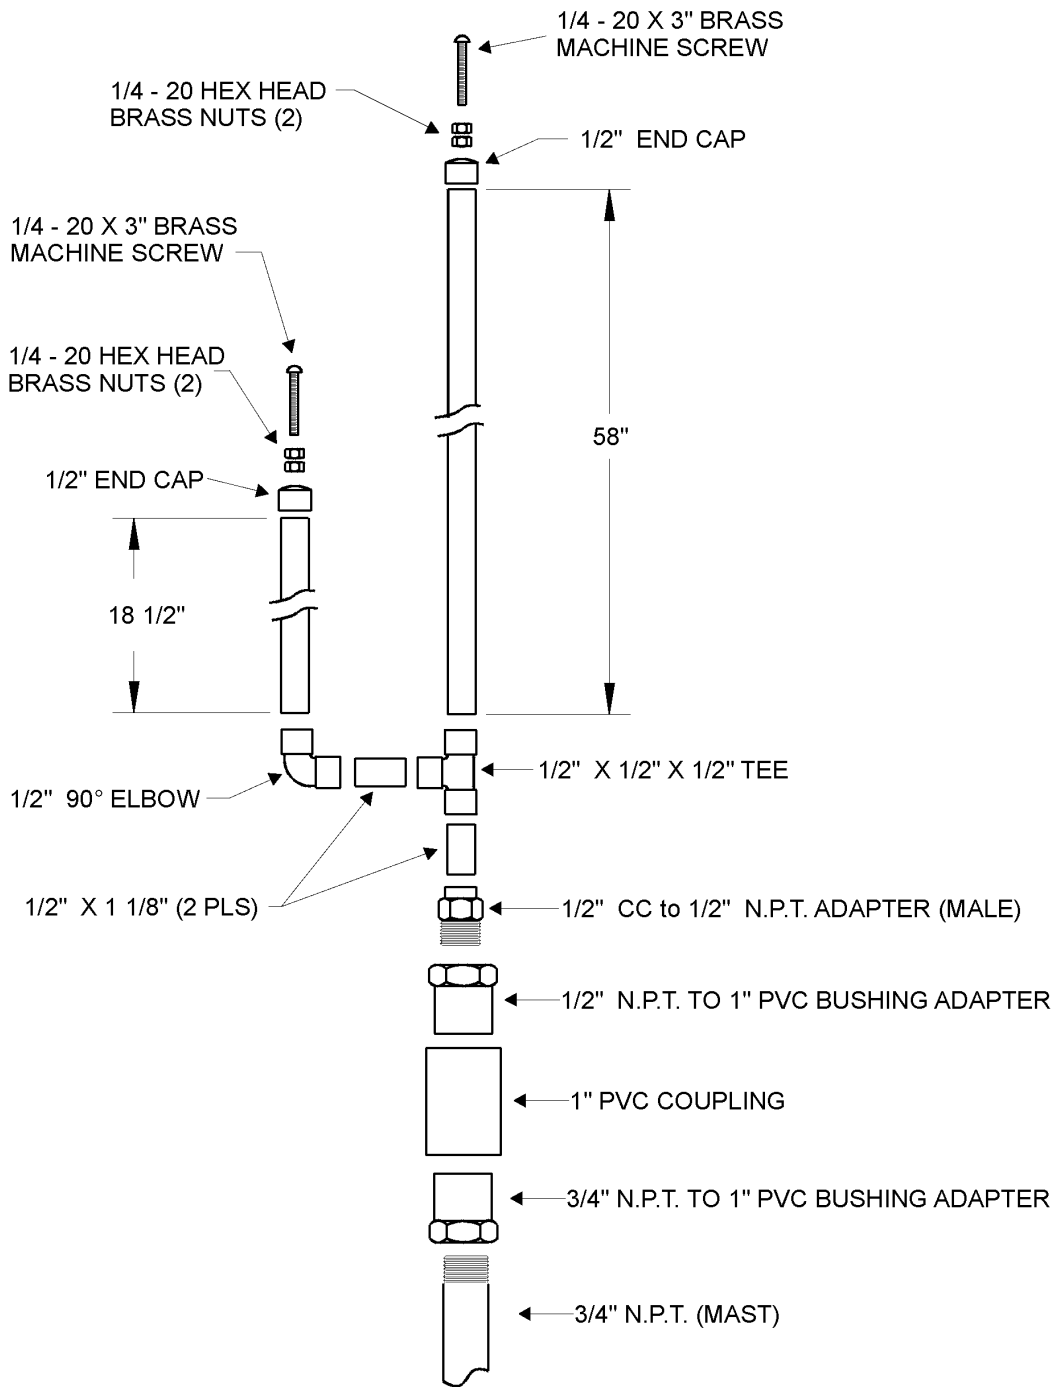 1/4 - 20 X 3" BRASS
MACHINE SCREW
1/4 - 20 HEX HEAD
BRASS NUTS (2)
1/2" END CAP
1/4 - 20 X 3" BRASS
MACHINE SCREW
1/4 - 20 HEX HEAD
BRASS NUTS (2)
58"
1/2" END CAP
18 1/2"
1/2" X 1/2" X 1/2" TEE
1/2" 90° ELBOW
1/2" X 1 1/8" (2 PLS)
1/2" CC to 1/2" N.P.T. ADAPTER (MALE)
1/2" N.P.T. TO 1" PVC BUSHING ADAPTER
1" PVC COUPLING
3/4" N.P.T. TO 1" PVC BUSHING ADAPTER
3/4" N.P.T. (MAST)